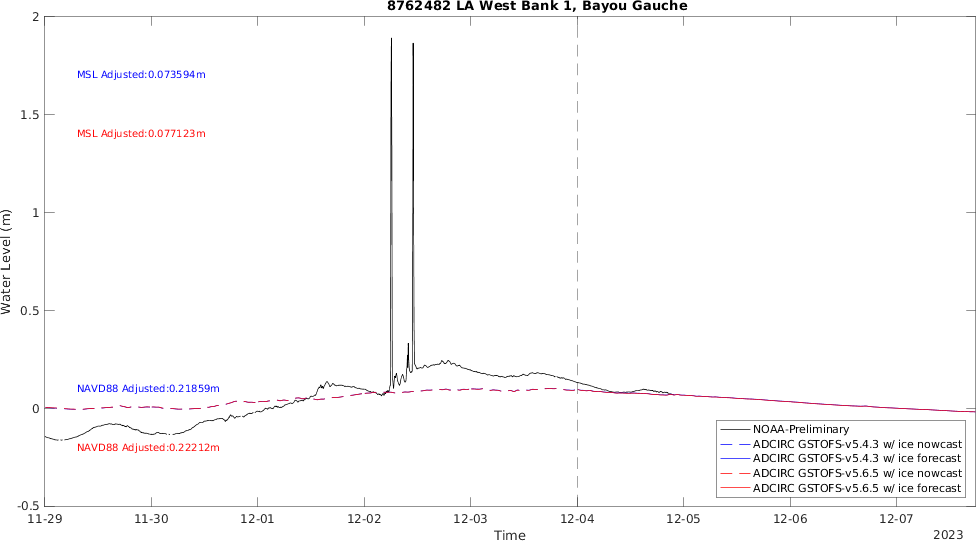 8762482 LA West Bank 1, Bayou Gauche
2
MSL Adjusted:0.073594m
1.5
MSL Adjusted:0.077123m
1
Water Level (m)
0.5
NAVD88 Adjusted:0.21859m
0
NAVD88 Adjusted:0.22212m
NOAA-Preliminary
ADCIRC GSTOFS-v5.4.3 w/ ice nowcast
ADCIRC GSTOFS-v5.4.3 w/ ice forecast
ADCIRC GSTOFS-v5.6.5 w/ ice nowcast
ADCIRC GSTOFS-v5.6.5 w/ ice forecast
-0.5
11-29 11-30 12-01 12-02 12-03 12-04 12-05 12-06 12-07
Time
2023